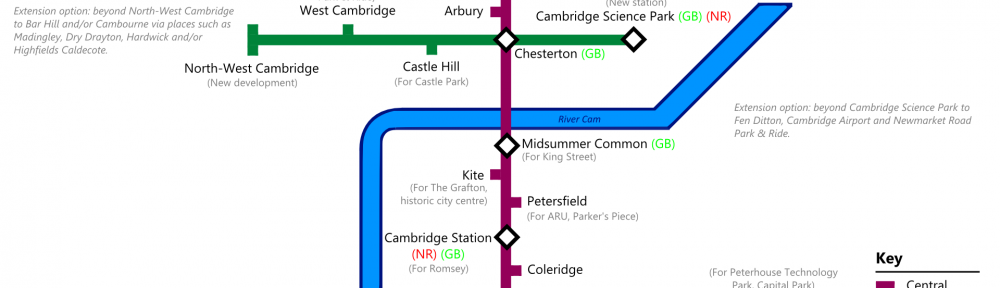 Extension option: beyond North-West Cambridge
to Bar Hill and/or Cambourne via places such as
Madingley, Dry Drayton, Hardwick and/or
Highfields Caldecote.
West Cambridge
Arbury
(New station)
Cambridge Science Park (GB) (NR)
Chesterton (GB)
North-West Cambridge
(New development)
Castle Hill
(For Castle Park)
River Cam
Extension option: beyond Cambridge Science Park to
Fen Ditton, Cambridge Airport and Newmarket Road
Park & Ride.
Midsummer Common (GB)
(For King Street)
Kite
(For The Grafton,
historic city centre)
Petersfield
(For ARU, Parker's Piece)
Cambridge Station
(NR) (GB)
(For Romsey)
Coleridge
(For Peterhouse Technology
Park, Capital Park)
Key
Central